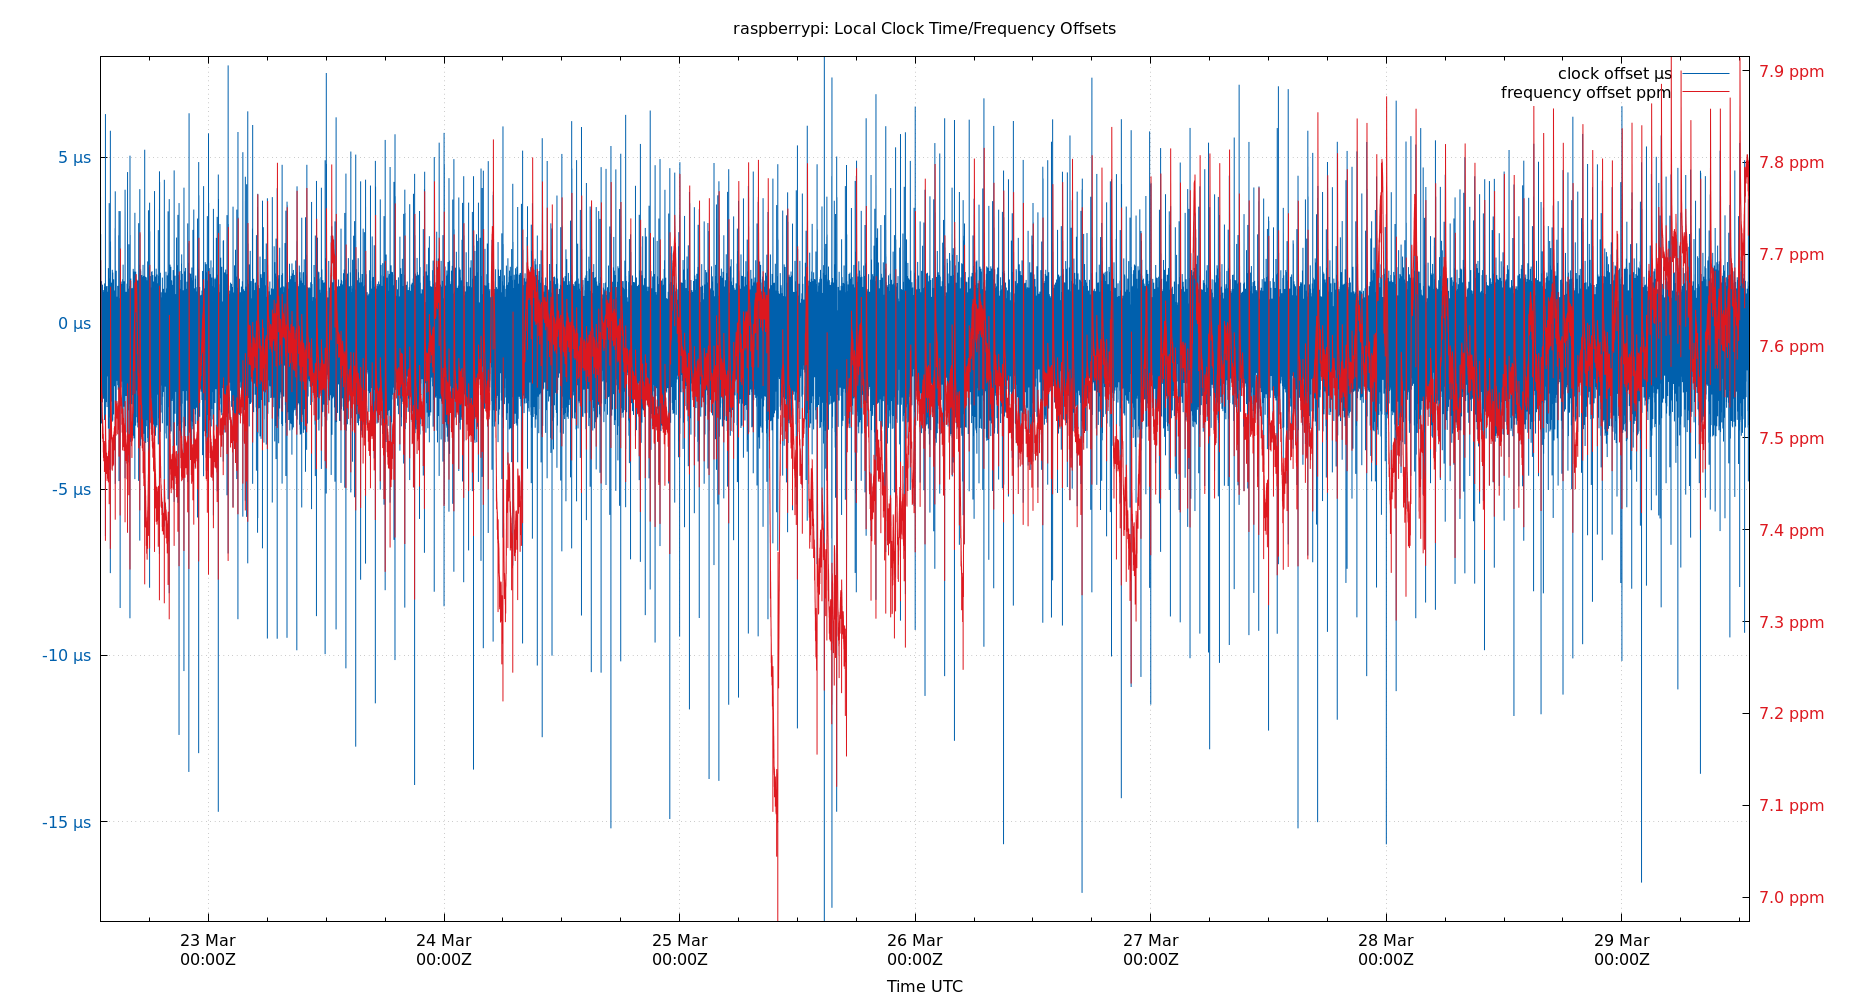 raspberrypi: Local Clock Time/Frequency Offsets
clock offset µs
frequency offset ppm
5 µs
0 µs
-5 µs
-10 µs
-15 µs
7.9 ppm
7.8 ppm
7.7 ppm
7.6 ppm
7.5 ppm
7.4 ppm
7.3 ppm
7.2 ppm
7.1 ppm
7.0 ppm
23 Mar
00:00Z
24 Mar
00:00Z
25 Mar
00:00Z
26 Mar
00:00Z
27 Mar
00:00Z
28 Mar
00:00Z
29 Mar
00:00Z
Time UTC